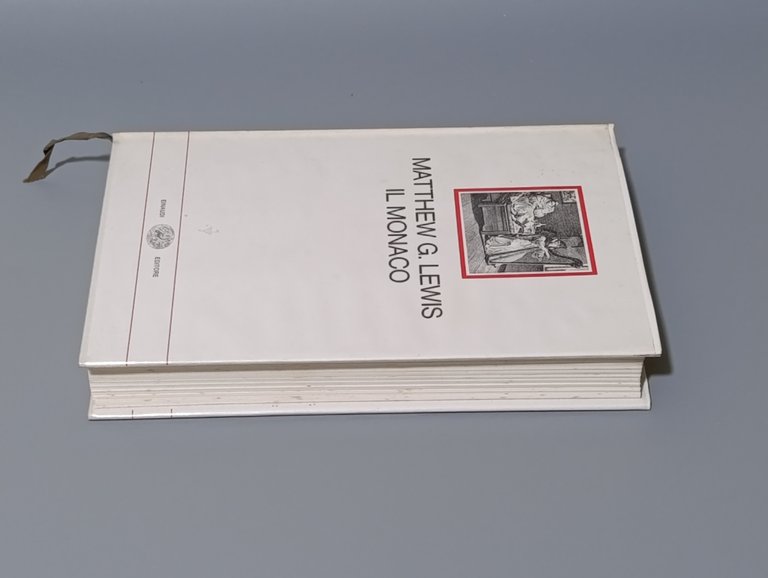 MATTHEW G. LEWIS
IL MONACO
EINAUDI
EDITORE